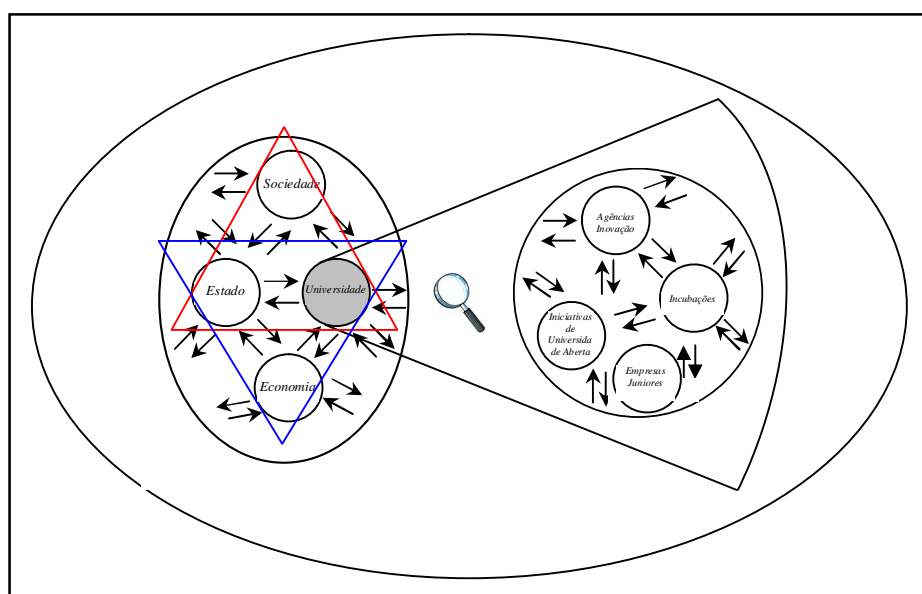 Sociedade
Estado
Universidade
Economia
Agências
Inovação
Incubações
Iniciativas
de
Universida
de Aberta
Empresas
Juniores